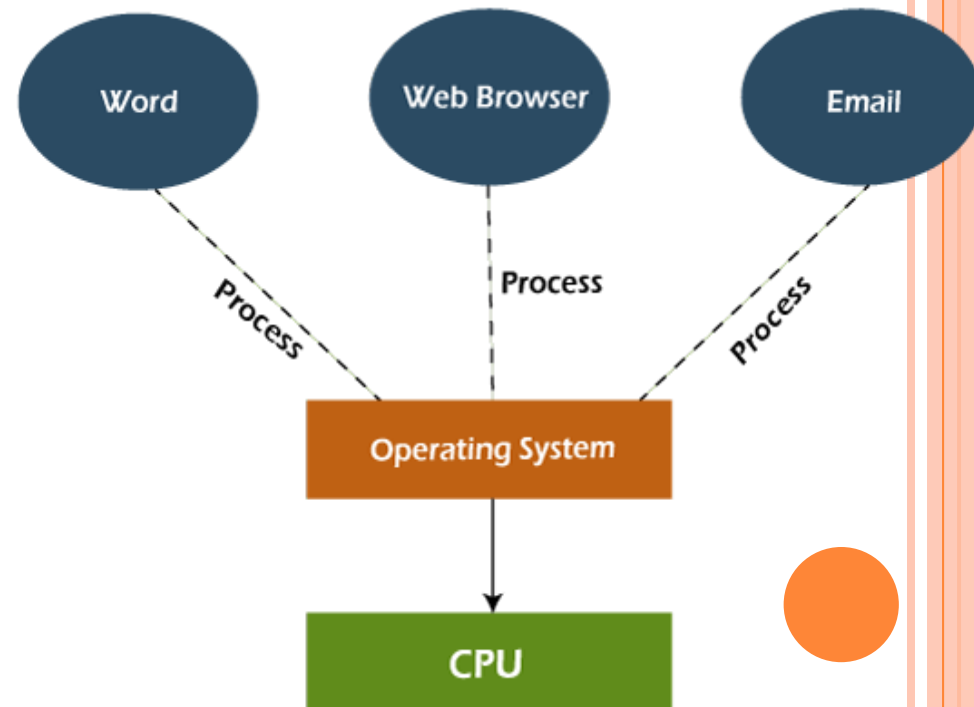 Word
Web Browser
Email
Process
Process
Process
Operating System
CPU